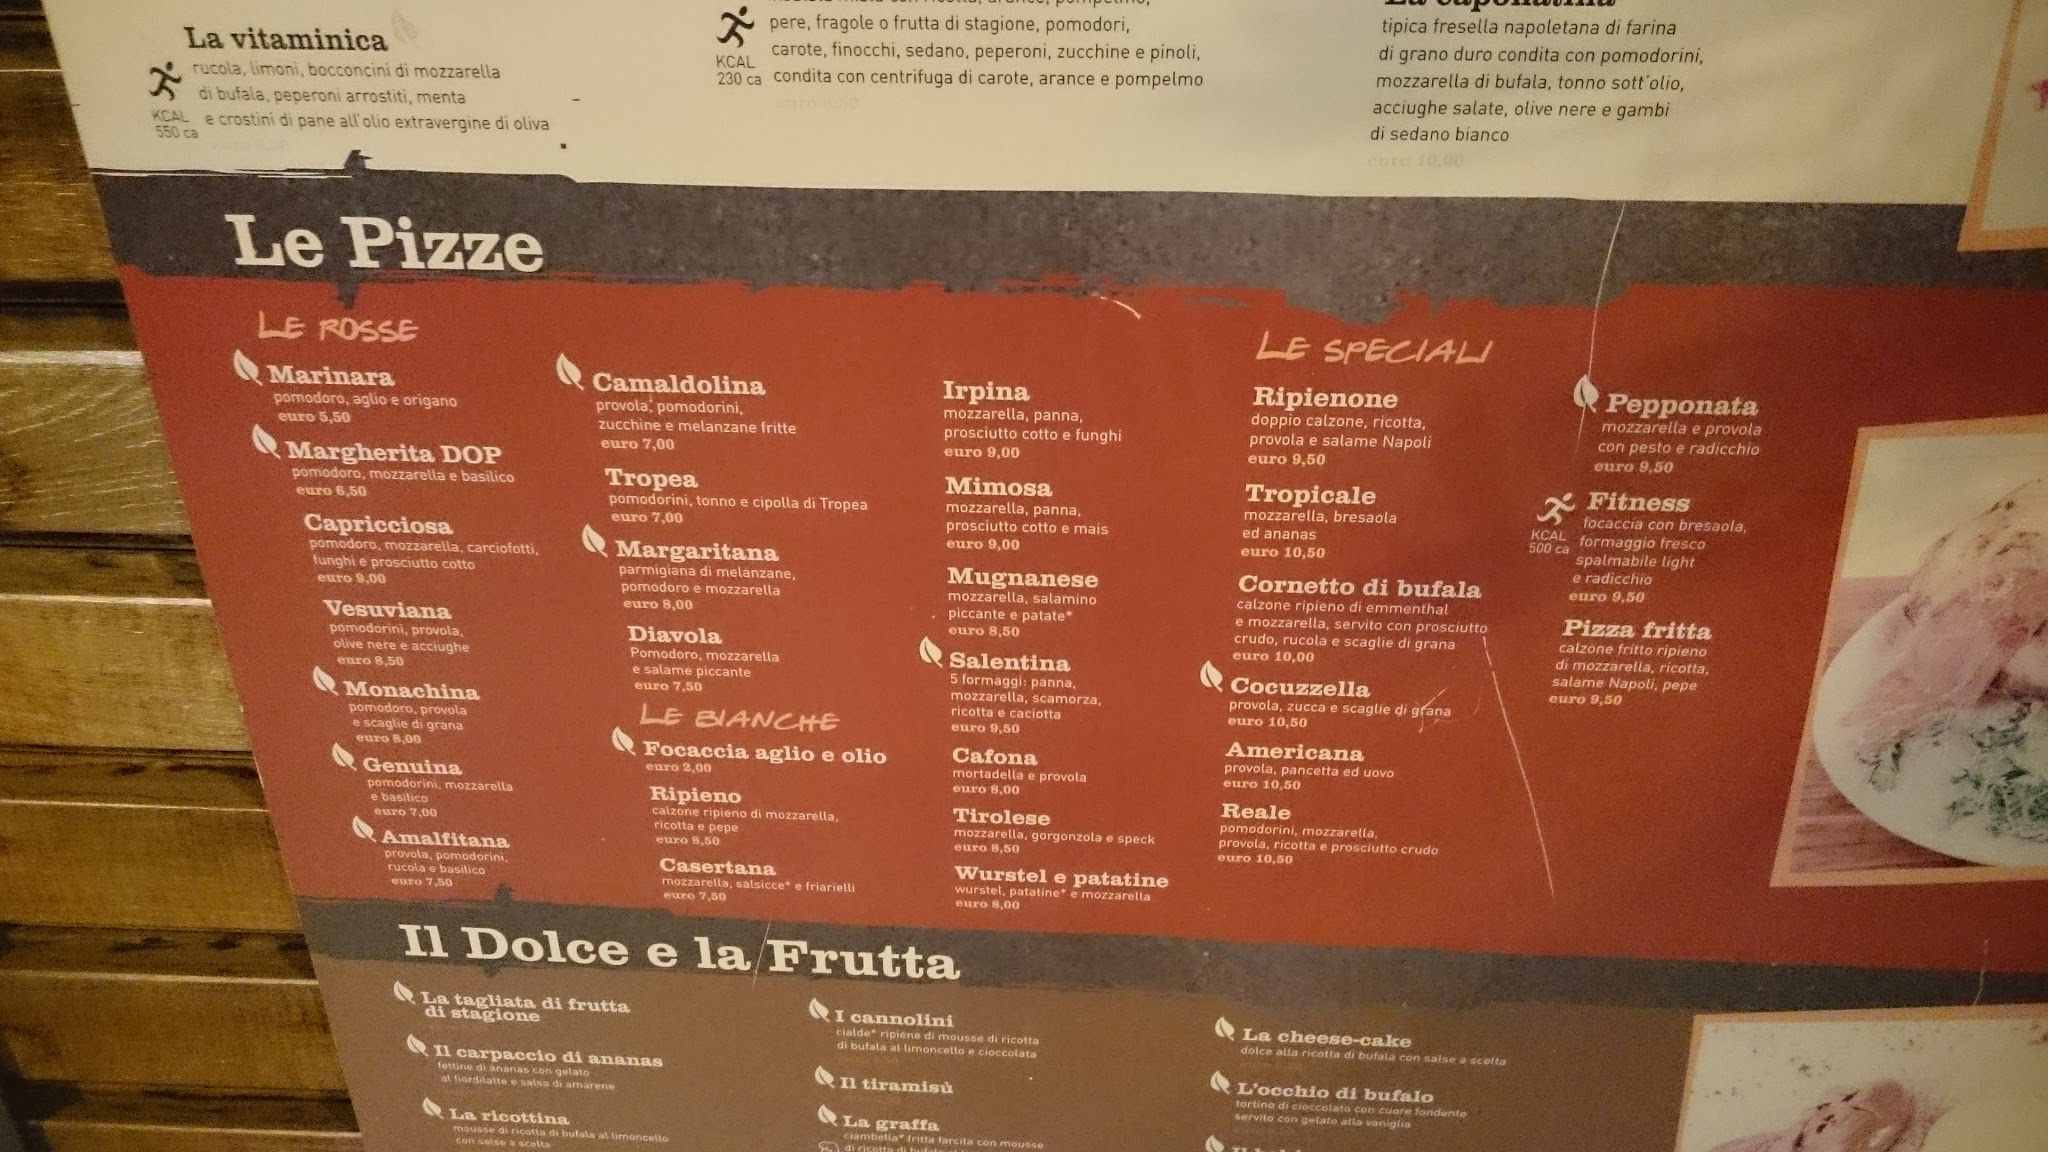 La vitaminica
rucola, limoni, bocconcini di mozzarella
di bufala, peperoni arrostiti, menta
e crostini di pane all'olio extravergine di oliva
KCAL
550 ca
pere, fragole o frutta di stagione, pomodori,
carote, finocchi, sedano, peperoni, zucchine e pinoli,
condita con centrifuga di carote, arance e pompelmo
KCAL
230 ca
euro 8,50
La caponatina
tipica fresella napoletana di farina
di grano duro condita con pomodorini,
mozzarella di bufala, tonno sott'olio,
acciughe salate, olive nere e gambi
di sedano bianco
euro 10,00
Le Pizze
LE ROSSE
Marinara
pomodoro, aglio e origano
euro 5,50
Margherita DOP
pomodoro, mozzarella e basilico
euro 6,50
Capricciosa
pomodoro, mozzarella, carciofotti,
funghi e prosciutto cotto
euro 9,00
Vesuviana
pomodorini, provola,
olive nere e acciughe
euro 8,50
Monachina
pomodoro, provola
e scaglie di grana
euro 8,00
Genuina
pomodorini, mozzarella
e basilico
euro 7,00
Amalfitana
provola, pomodorini,
rucola e basilico
euro 7,50
Camaldolina
provola, pomodorini,
zucchine e melanzane fritte
euro 7,00
Tropea
pomodorini, tonno e cipolla di Tropea
euro 7,00
Margaritana
parmigiana di melanzane,
pomodoro e mozzarella
euro 8,00
Diavola
Pomodoro, mozzarella
e salame piccante
euro 7,50
LE BIANCHE
Focaccia aglio e olio
euro 2,00
Ripieno
calzone ripieno di mozzarella,
ricotta e pepe
euro 8,50
Casertana
mozzarella, salsicce* e friarielli
euro 7,50
Irpina
mozzarella, panna,
prosciutto cotto e funghi
euro 9,00
Mimosa
mozzarella, panna,
prosciutto cotto e mais
euro 9,00
Mugnanese
mozzarella, salamino
piccante e patate*
euro 8,50
Salentina
5 formaggi: panna,
mozzarella, scamorza,
ricotta e caciotta
euro 9,50
Cafona
mortadella e provola
euro 8,00
Tirolese
mozzarella, gorgonzola e speck
euro 8,50
Wurstel e patatine
wurstel, patatine* e mozzarella
euro 8,00
LE SPECIALI
Ripienone
doppio calzone, ricotta,
provola e salame Napoli
euro 9,50
Tropicale
mozzarella, bresaola
ed ananas
euro 10,50
Cornetto di bufala
calzone ripieno di emmenthal
e mozzarella, servito con prosciutto
crudo, rucola e scaglie di grana
euro 10,00
Cocuzzella
provola, zucca e scaglie di grana
euro 10,50
Americana
provola, pancetta ed uovo
euro 10,50
Reale
pomodorini, mozzarella,
provola, ricotta e prosciutto crudo
euro 10,50
Pepponata
mozzarella e provola
con pesto e radicchio
euro 9,50
Fitness
focaccia con bresaola,
formaggio fresco
spalmabile light
e radicchio
euro 9,50
KCAL
500 ca
Pizza fritta
calzone fritto ripieno
di mozzarella, ricotta,
salame Napoli, pepe
euro 9,50
Il Dolce e la Frutta
La tagliata di frutta
di stagione
Il carpaccio di ananas
fettine di ananas con gelato
al fiordilatte e salsa di amarene
La ricottina
mousse di ricotta di bufala al limoncello
con salse a scelta
I cannolini
cialde* ripiene di mousse di ricotta
di bufala al limoncello e cioccolata
Il tiramisù
La graffa
ciambella* fritta farcita con mousse
La cheese-cake
dolce alla ricotta di bufala con salse a scelta
L'occhio di bufalo
tortino di cioccolato con cuore fondente
servito con gelato alla vaniglia